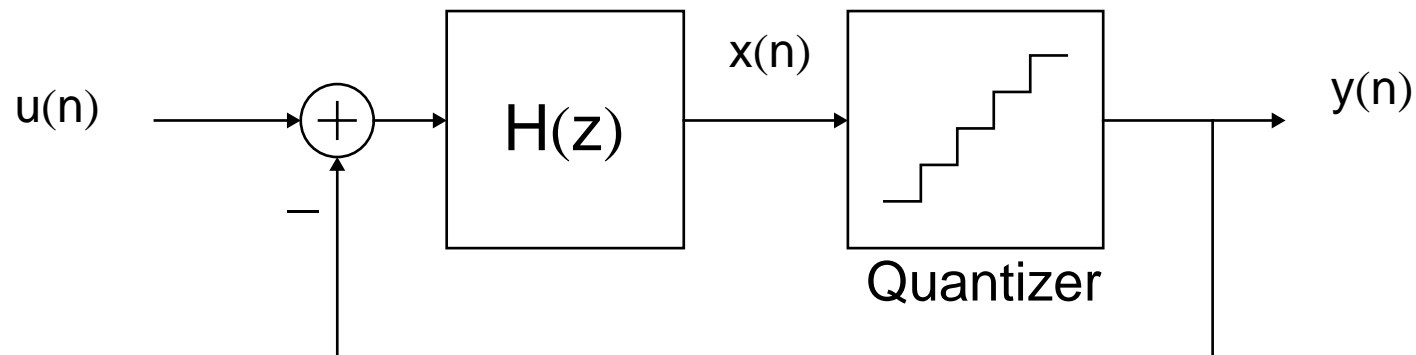 u(n)
+
H(z)
x(n)
Quantizer
y(n)
–